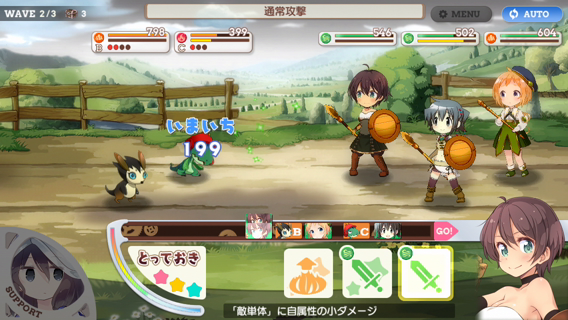 WAVE 2/3 3
通常攻撃
MENU
AUTO
798
B
399
C
546
502
604
いまいち
199
B C GO!
とっておき
SUPPORT
「敵単体」に自属性の小ダメージ